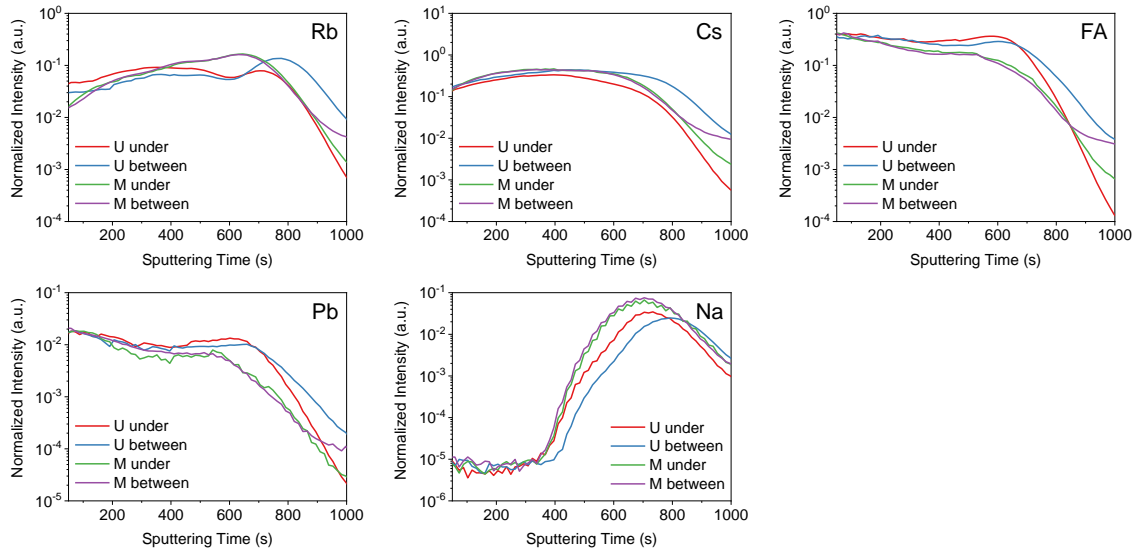 Rb
Normalized Intensity (a.u.)
10^0
10^-1
10^-2
10^-3
10^-4
U under
U between
M under
M between
200 400 600 800 1000
Sputtering Time (s)
Cs
Normalized Intensity (a.u.)
10^1
10^0
10^-1
10^-2
10^-3
10^-4
U under
U between
M under
M between
200 400 600 800 1000
Sputtering Time (s)
FA
Normalized Intensity (a.u.)
10^0
10^-1
10^-2
10^-3
10^-4
U under
U between
M under
M between
200 400 600 800 1000
Sputtering Time (s)
Pb
Normalized Intensity (a.u.)
10^-1
10^-2
10^-3
10^-4
10^-5
U under
U between
M under
M between
200 400 600 800 1000
Sputtering Time (s)
Na
Normalized Intensity (a.u.)
10^-1
10^-2
10^-3
10^-4
10^-5
10^-6
U under
U between
M under
M between
200 400 600 800 1000
Sputtering Time (s)